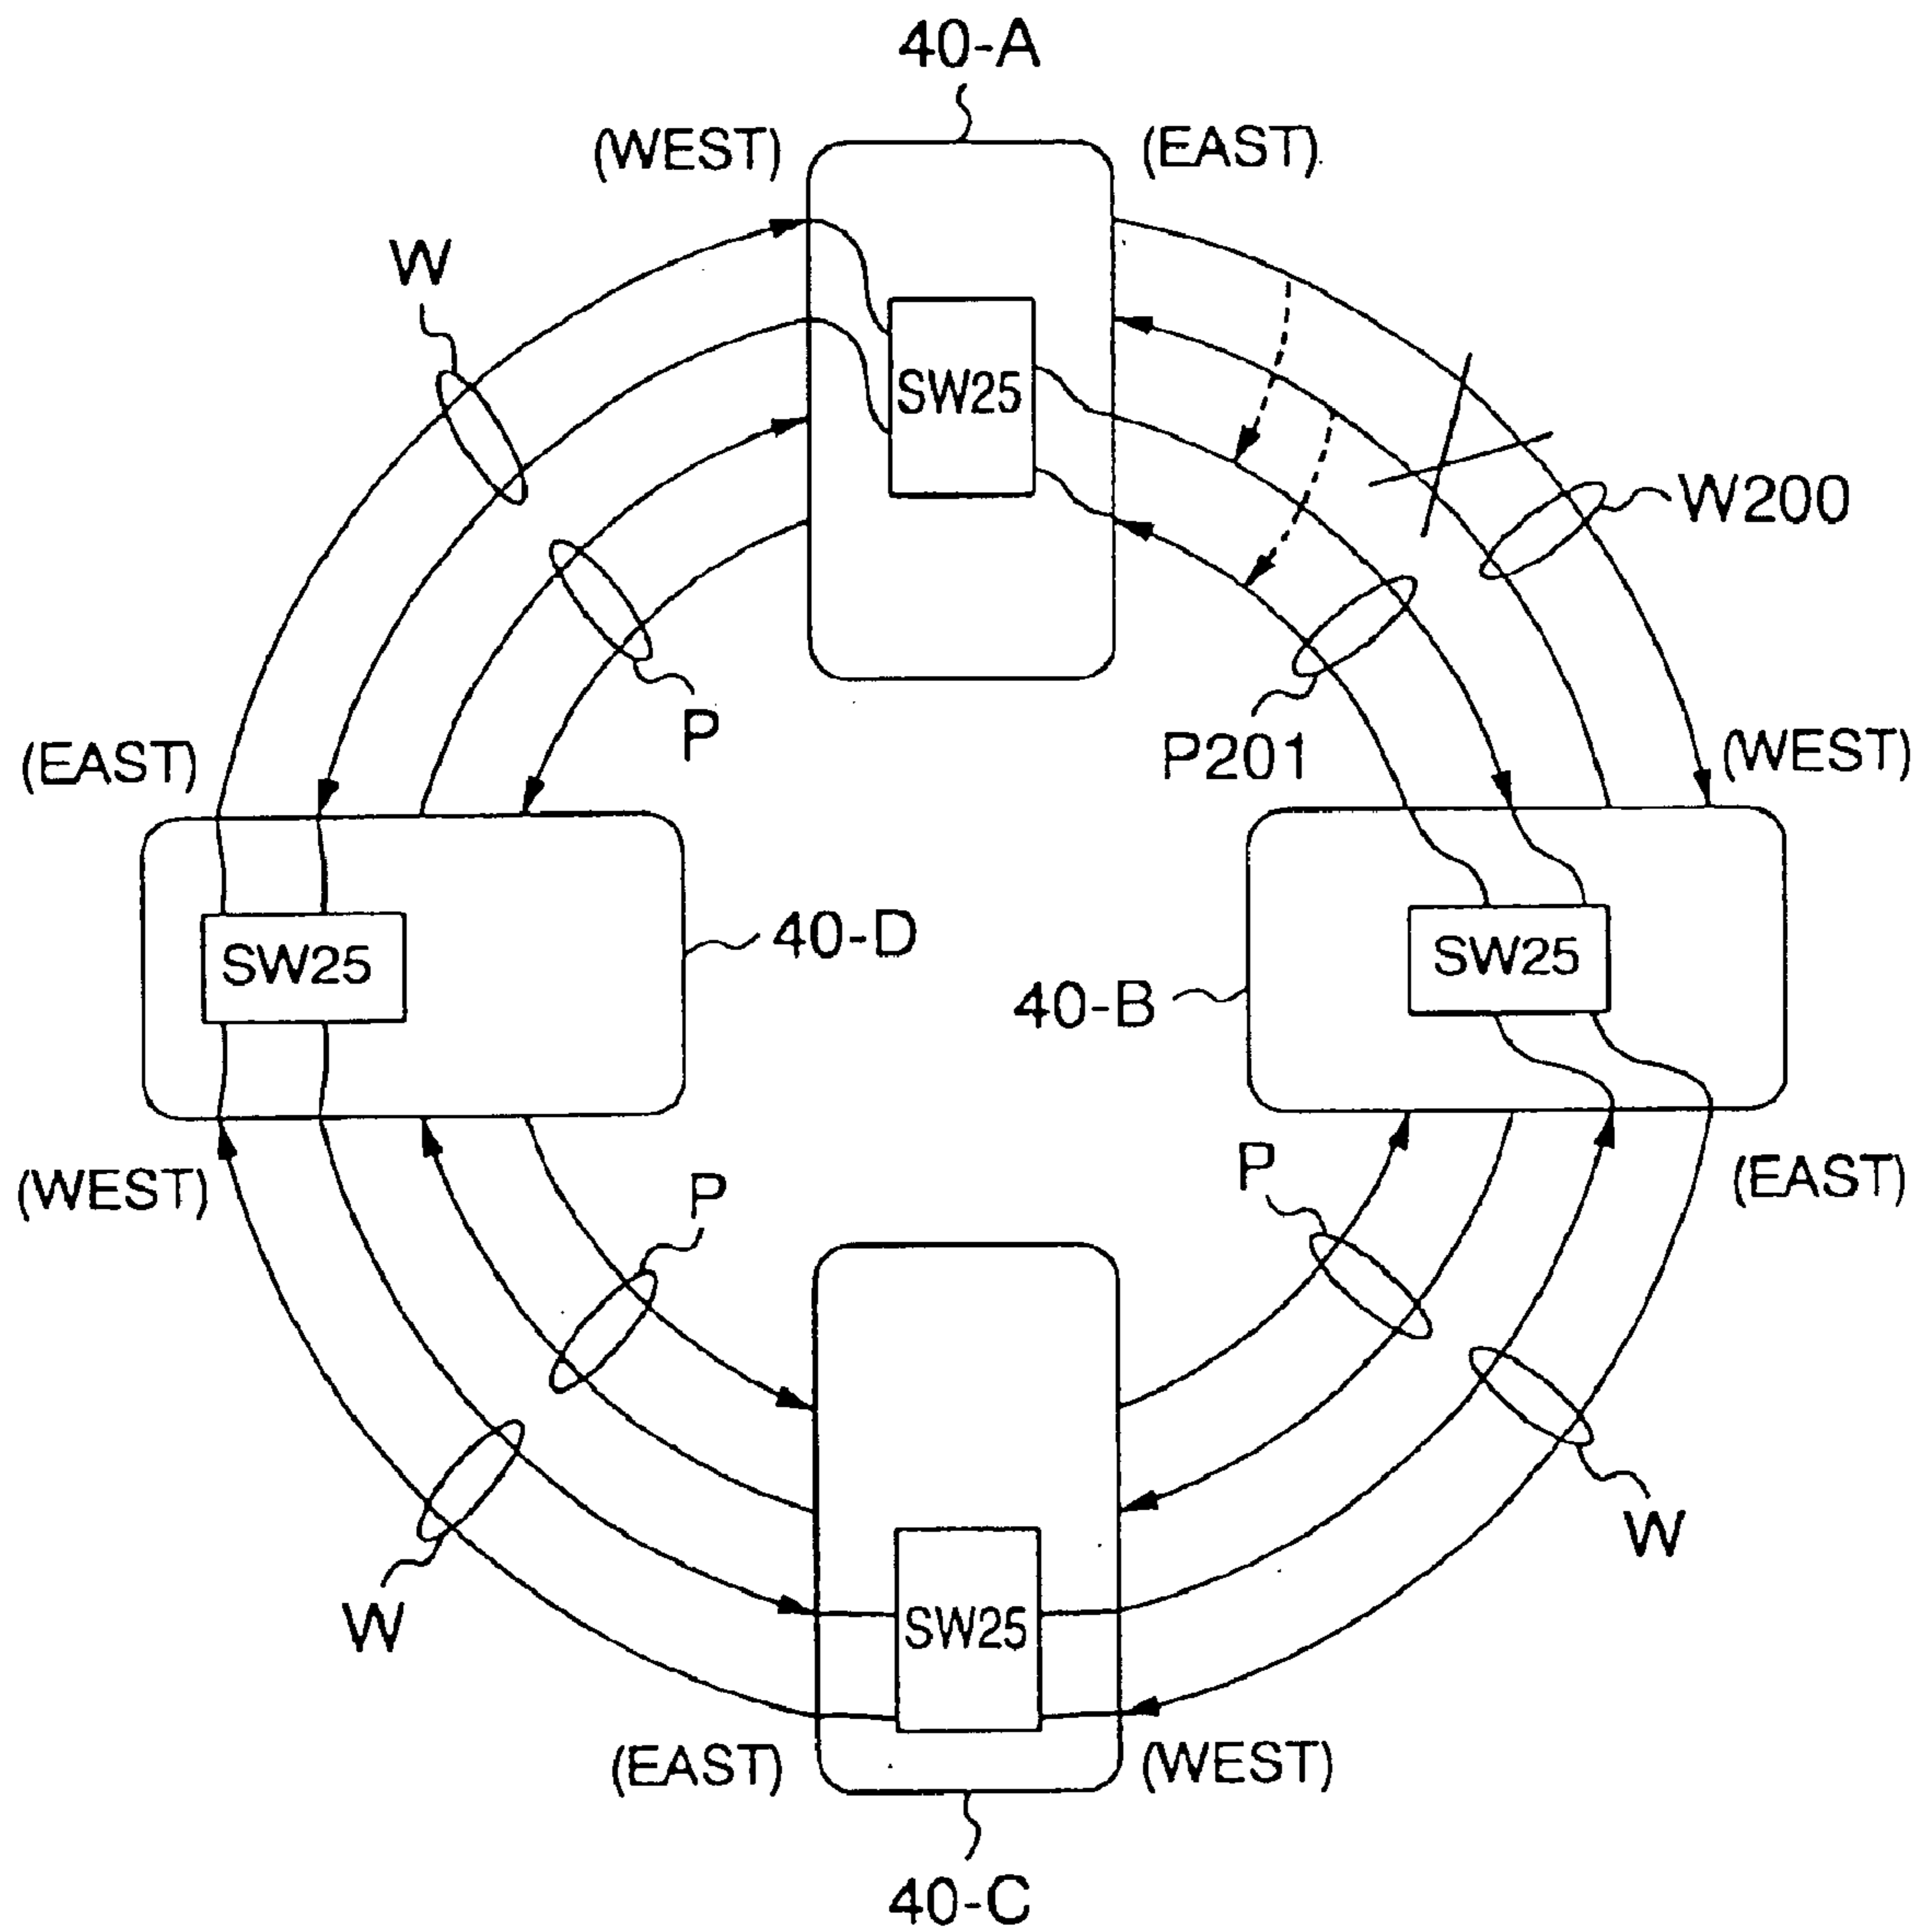 40-A
(WEST)
(EAST)
W
SW25
W200
P
P201
(EAST)
(WEST)
SW25
40-D
40-B
SW25
(WEST)
P
P
(EAST)
W
SW25
W
(EAST)
(WEST)
40-C